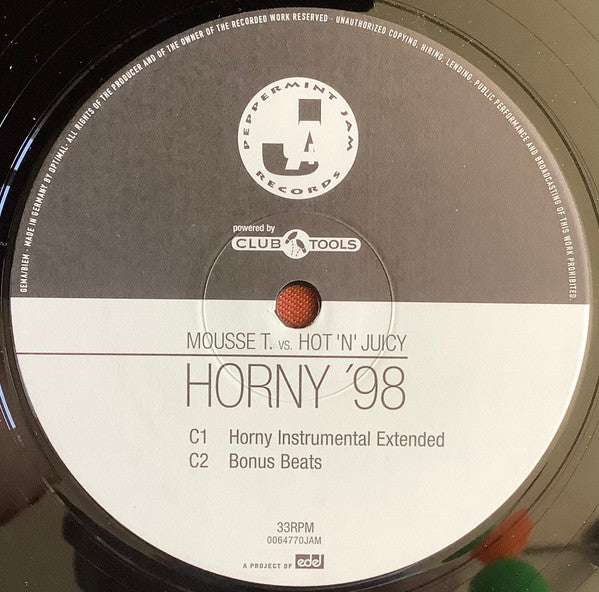 GEMA/BIEM · MADE IN GERMANY BY OPTIMAL · ALL RIGHTS OF THE PRODUCER AND OF THE OWNER OF THE RECORDED WORK RESERVED · UNAUTHORIZED COPYING, HIRING, LENDING, PUBLIC PERFORMANCE AND BROADCASTING OF THIS WORK PROHIBITED.
PEPPERMINT JAM
JA
RECORDS
powered by
CLUB TOOLS
MOUSSE T. vs. HOT 'N' JUICY
HORNY '98
C1 Horny Instrumental Extended
C2 Bonus Beats
33RPM
0064770JAM
A PROJECT OF edel